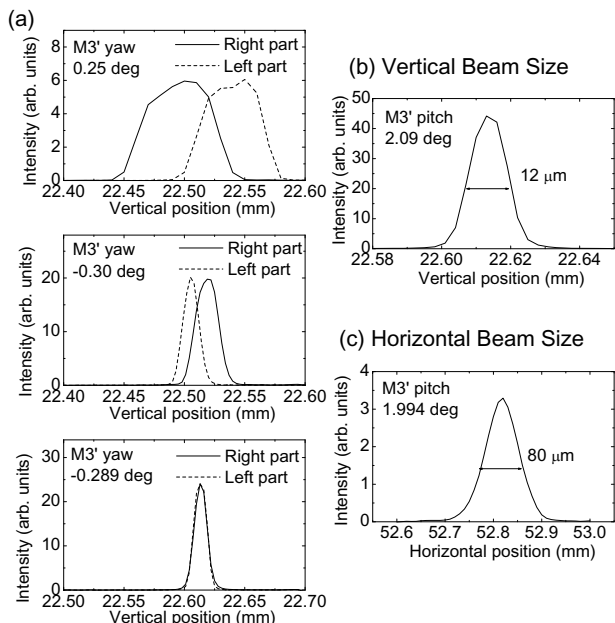 (a)
Intensity (arb. units)
8
6
4
2
0
M3' yaw
0.25 deg
Right part
Left part
22.40 22.45 22.50 22.55 22.60
Vertical position (mm)
Intensity (arb. units)
20
10
0
M3' yaw
-0.30 deg
Right part
Left part
22.40 22.45 22.50 22.55 22.60
Vertical position (mm)
Intensity (arb. units)
30
20
10
0
M3' yaw
-0.289 deg
Right part
Left part
22.50 22.55 22.60 22.65 22.70
Vertical position (mm)
(b) Vertical Beam Size
Intensity (arb. units)
50
40
30
20
10
0
M3' pitch
2.09 deg
12 μm
22.58 22.60 22.62 22.64
Vertical position (mm)
(c) Horizontal Beam Size
Intensity (arb. units)
4
3
2
1
0
M3' pitch
1.994 deg
80 μm
52.6 52.7 52.8 52.9 53.0
Horizontal position (mm)